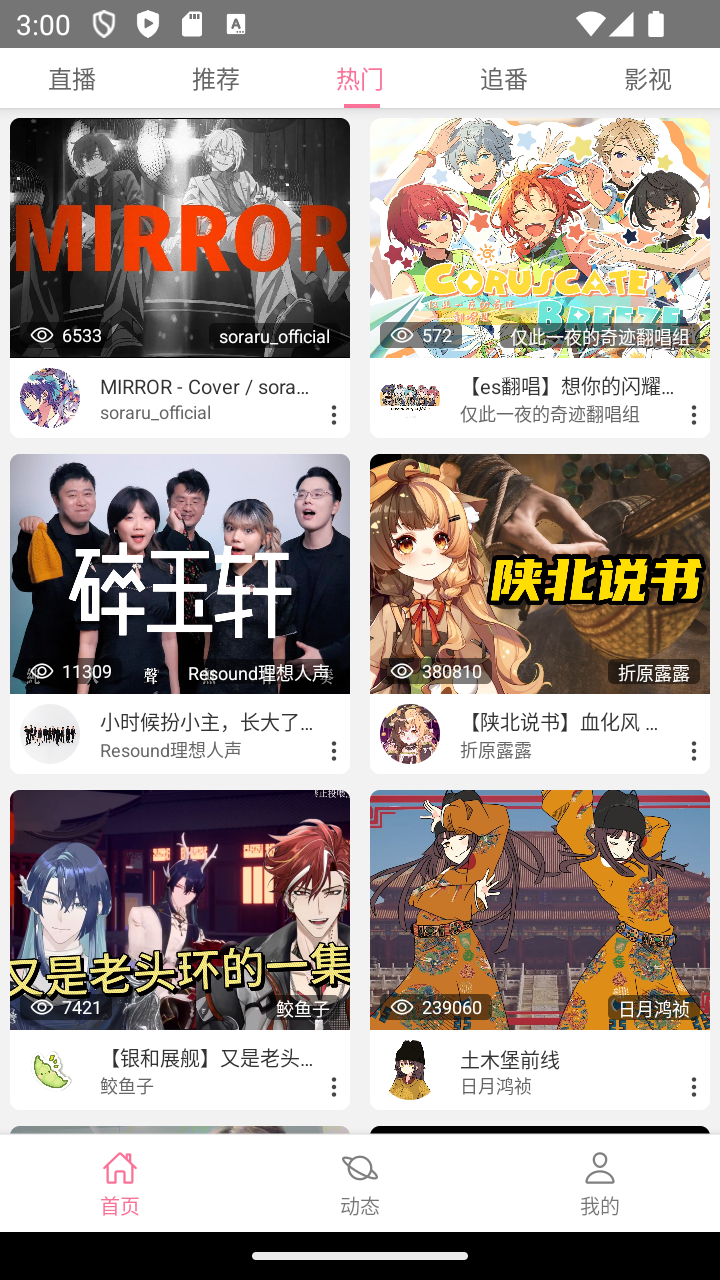 3:00
直播
推荐
热门
追番
影视
MIRROR
6533
soraru_official
MIRROR - Cover / sora…
soraru_official
CORUSCATE
BREEZE
572
仅此一夜的奇迹翻唱组
【es翻唱】想你的闪耀…
仅此一夜的奇迹翻唱组
碎玉轩
聲
11309
Resound理想人声
小时候扮小主，长大了…
Resound理想人声
陕北说书
380810
折原露露
【陕北说书】血化风 …
折原露露
又是老头环的一集
7421
鲛鱼子
【银和展舰】又是老头…
鲛鱼子
239060
日月鸿祯
土木堡前线
日月鸿祯
首页
动态
我的